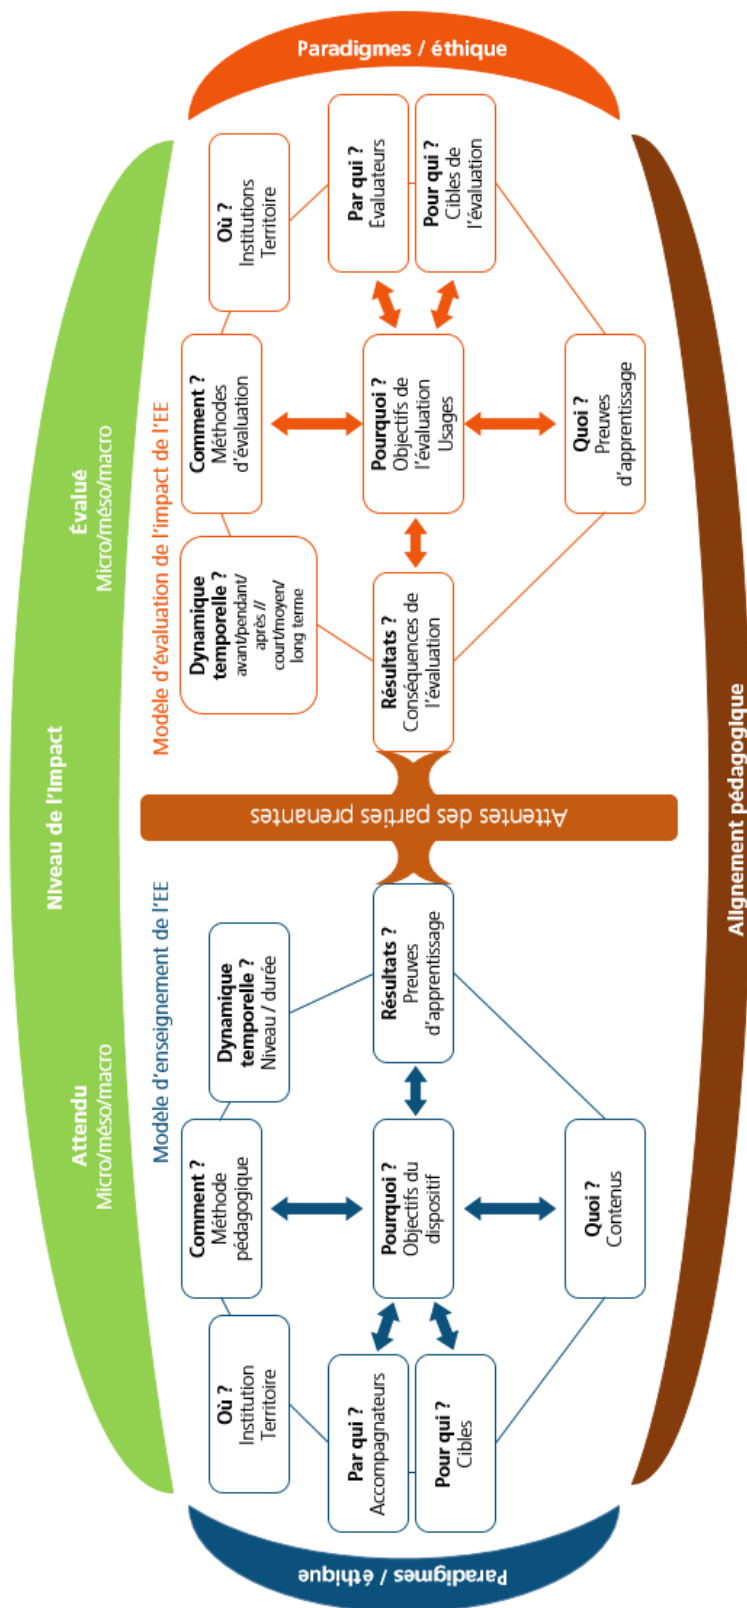 Niveau de l'impact
Attendu
Micro/méso/macro
Évalué
Micro/méso/macro
Paradigmes / éthique
Modèle d'enseignement de l'EE
Où ?
Institution
Territoire
Comment ?
Méthode
pédagogique
Dynamique
temporelle ?
Niveau / durée
Par qui ?
Accompagnateurs
Pour qui ?
Cibles
Pourquoi ?
Objectifs du
dispositif
Résultats ?
Preuves
d'apprentissage
Quoi ?
Contenus
Attentes des parties prenantes
Modèle d'évaluation de l'impact de l'EE
Dynamique
temporelle ?
avant/pendant/
après //
court/moyen/
long terme
Comment ?
Méthodes
d'évaluation
Où ?
Institutions
Territoire
Résultats ?
Conséquences de
l'évaluation
Pourquoi ?
Objectifs de
l'évaluation
Usages
Par qui ?
Évaluateurs
Pour qui ?
Cibles de
l'évaluation
Quoi ?
Preuves
d'apprentissage
Paradigmes / éthique
Alignement pédagogique